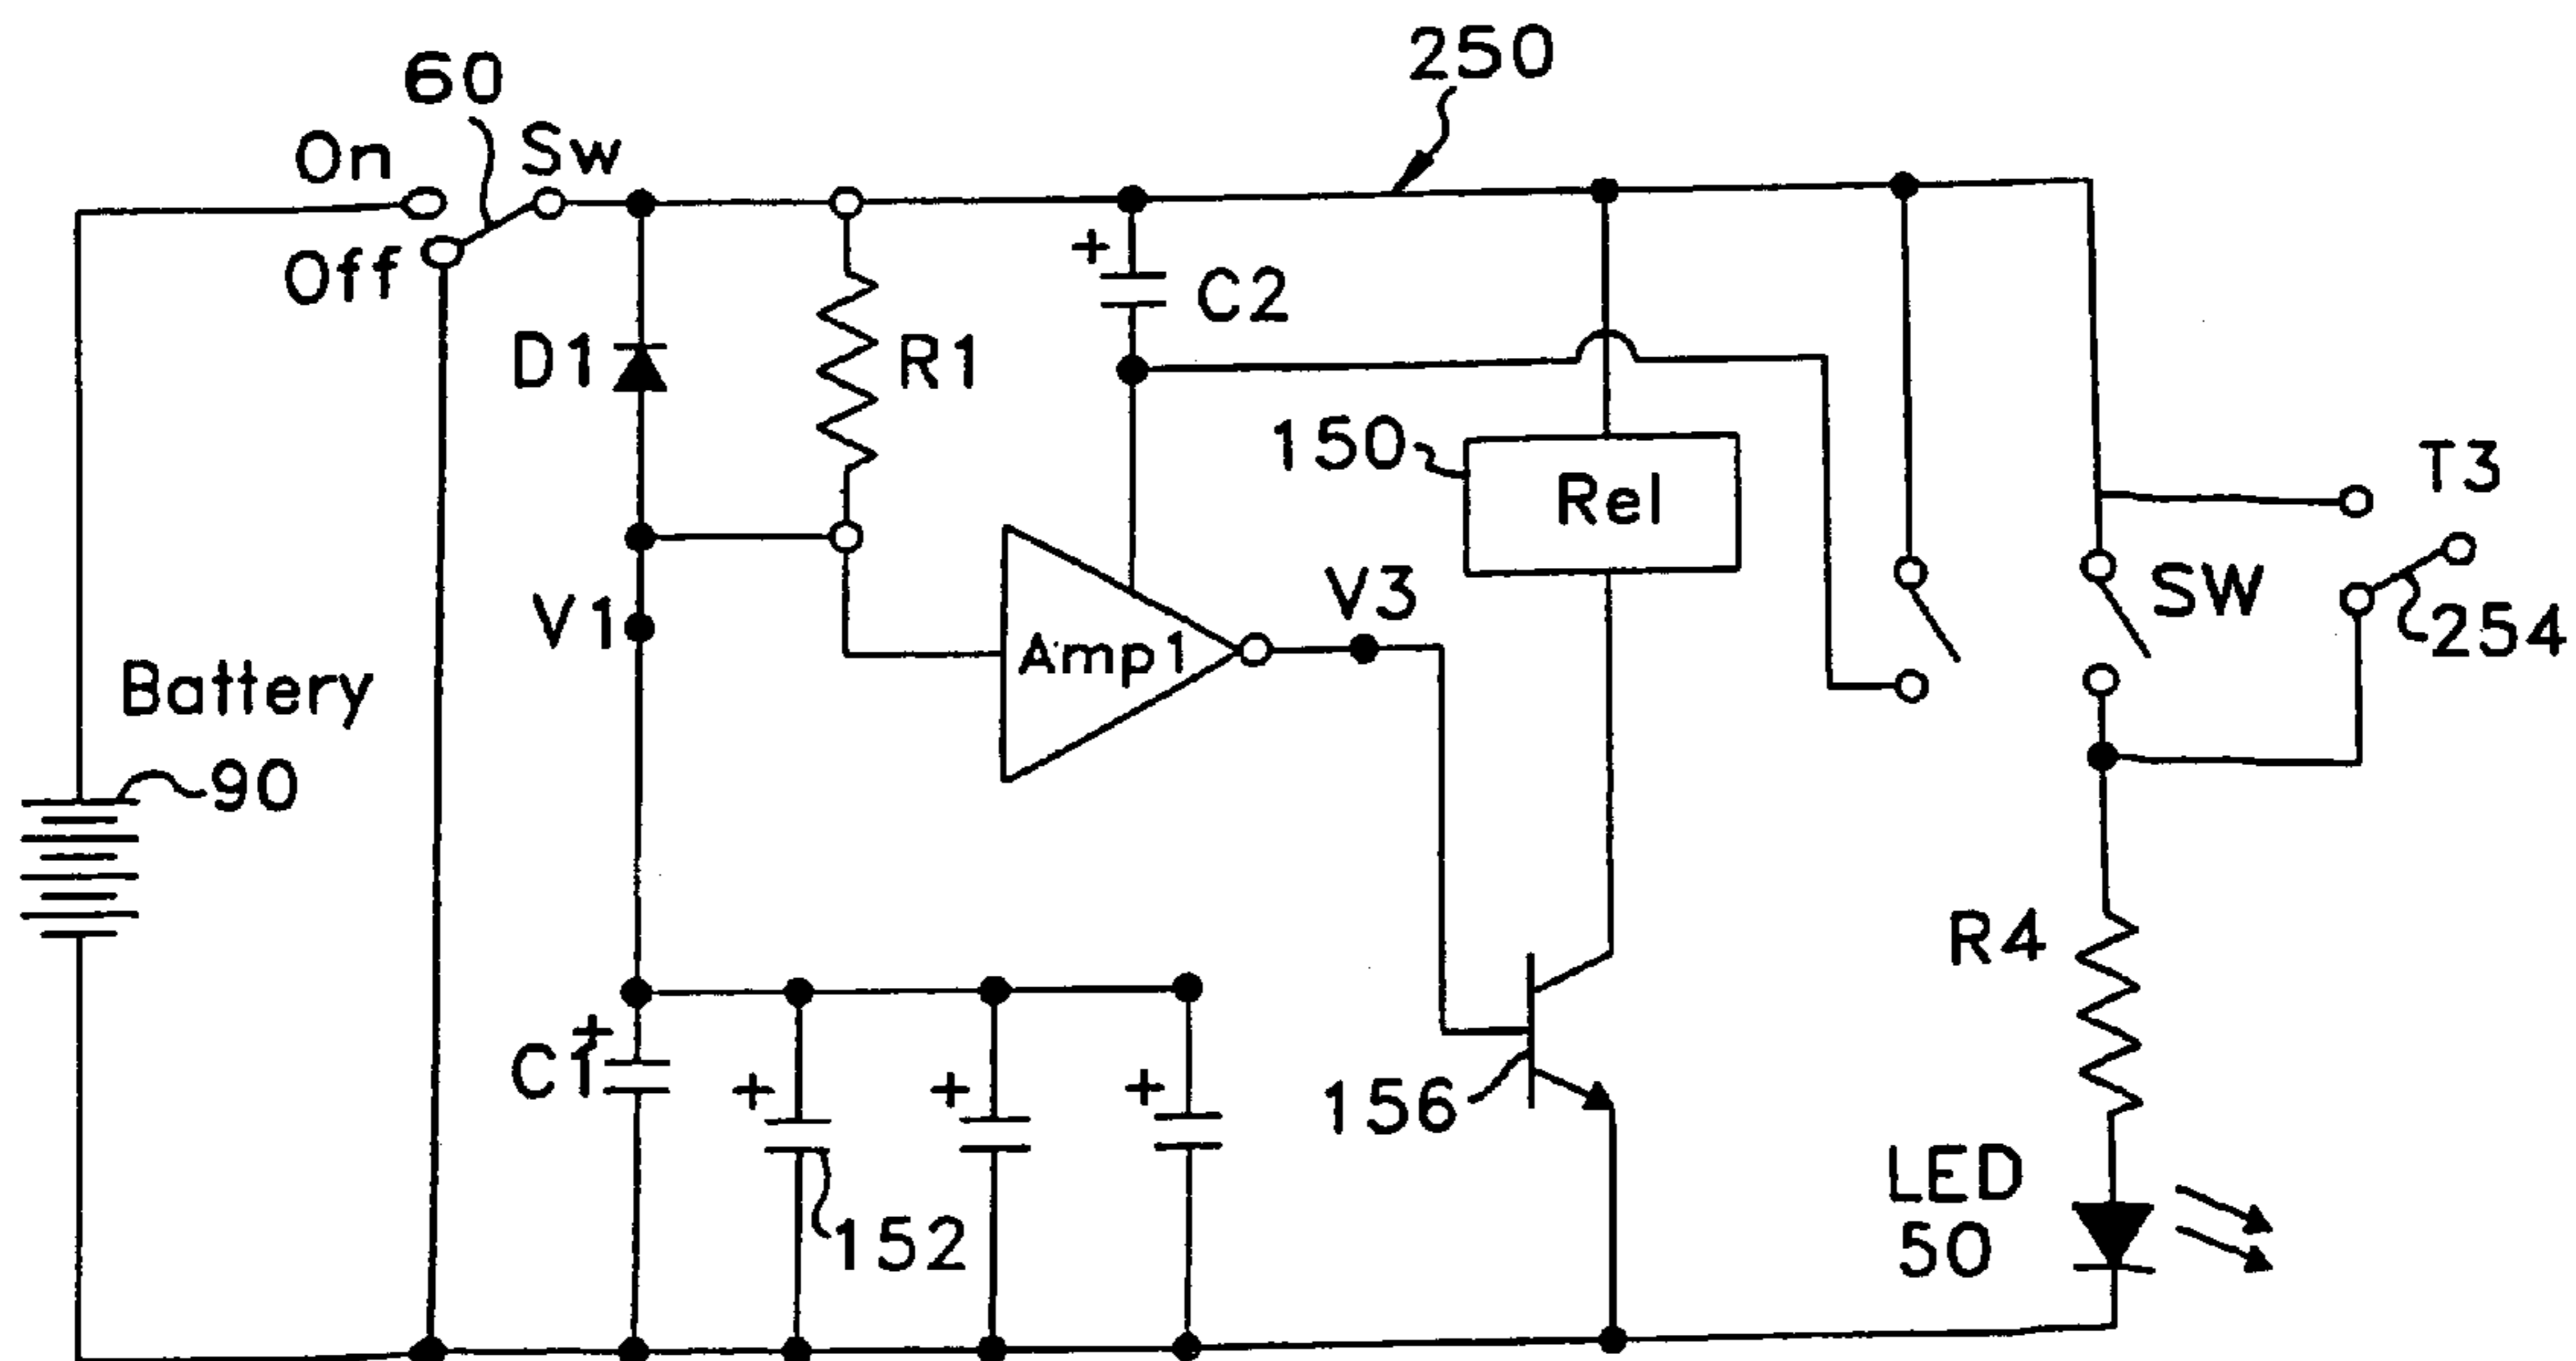 250
60
On
Sw
Off
+
C2
D1
R1
150
Rel
T3
V1
Amp1
V3
SW
254
Battery
90
R4
+
C1
+
+
+
156
152
LED
50